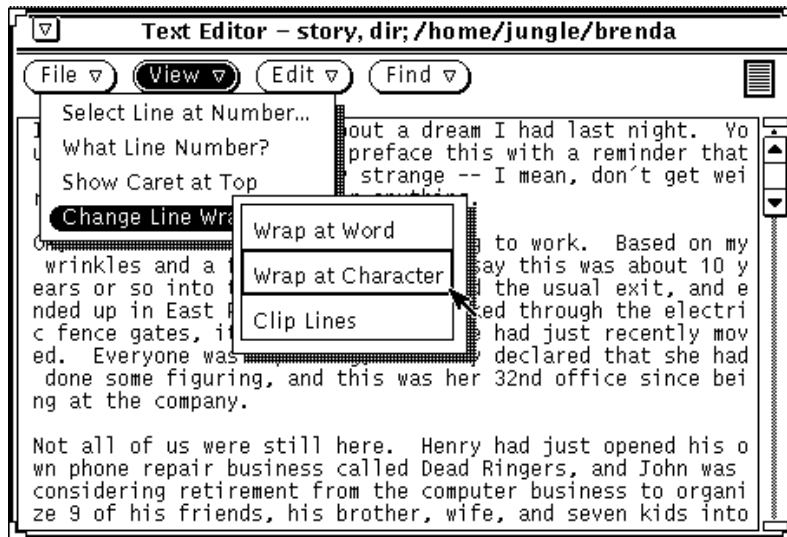 Text Editor – story, dir; /home/jungle/brenda
File View Edit Find
Select Line at Number...
What Line Number?
Show Caret at Top
Change Line
Wrap at Word
Wrap at Character
Clip Lines
out a dream I had last night.  Yo
preface this with a reminder that
strange -- I mean, don´t get wei
to work.  Based on my
wrinkles and a say this was about 10 y
ears or so into the usual exit, and e
nded up in East ked through the electri
c fence gates, had just recently mov
ed.  Everyone was declared that she had
done some figuring, and this was her 32nd office since bei
ng at the company.
Not all of us were still here.  Henry had just opened his o
wn phone repair business called Dead Ringers, and John was
considering retirement from the computer business to organi
ze 9 of his friends, his brother, wife, and seven kids into